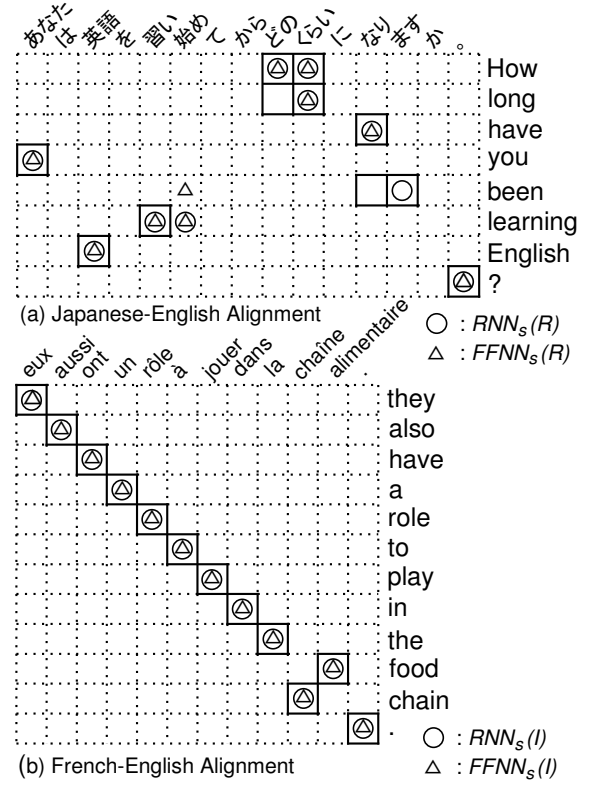 あなた は 英語 を 習い 始め て から どの くらい に なり ます か 。
How
long
have
you
been
learning
English
?
(a) Japanese-English Alignment
○ : RNNs(R)
△ : FFNNs(R)
eux aussi ont un rôle a jouer dans la chaîne alimentaire .
they
also
have
a
role
to
play
in
the
food
chain
.
(b) French-English Alignment
○ : RNNs(I)
△ : FFNNs(I)